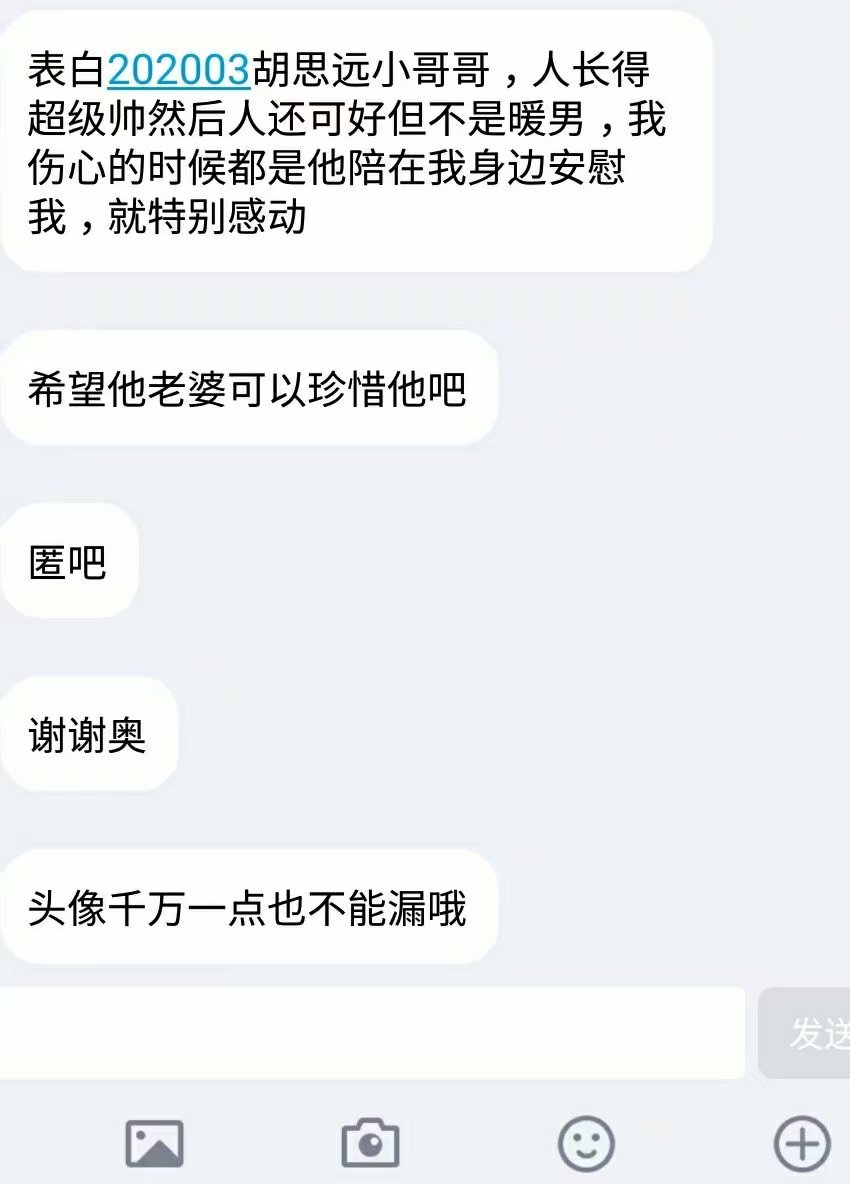 表白202003胡思远小哥哥，人长得
超级帅然后人还可好但不是暖男，我
伤心的时候都是他陪在我身边安慰
我，就特别感动
希望他老婆可以珍惜他吧
匿吧
谢谢奥
头像千万一点也不能漏哦
发送